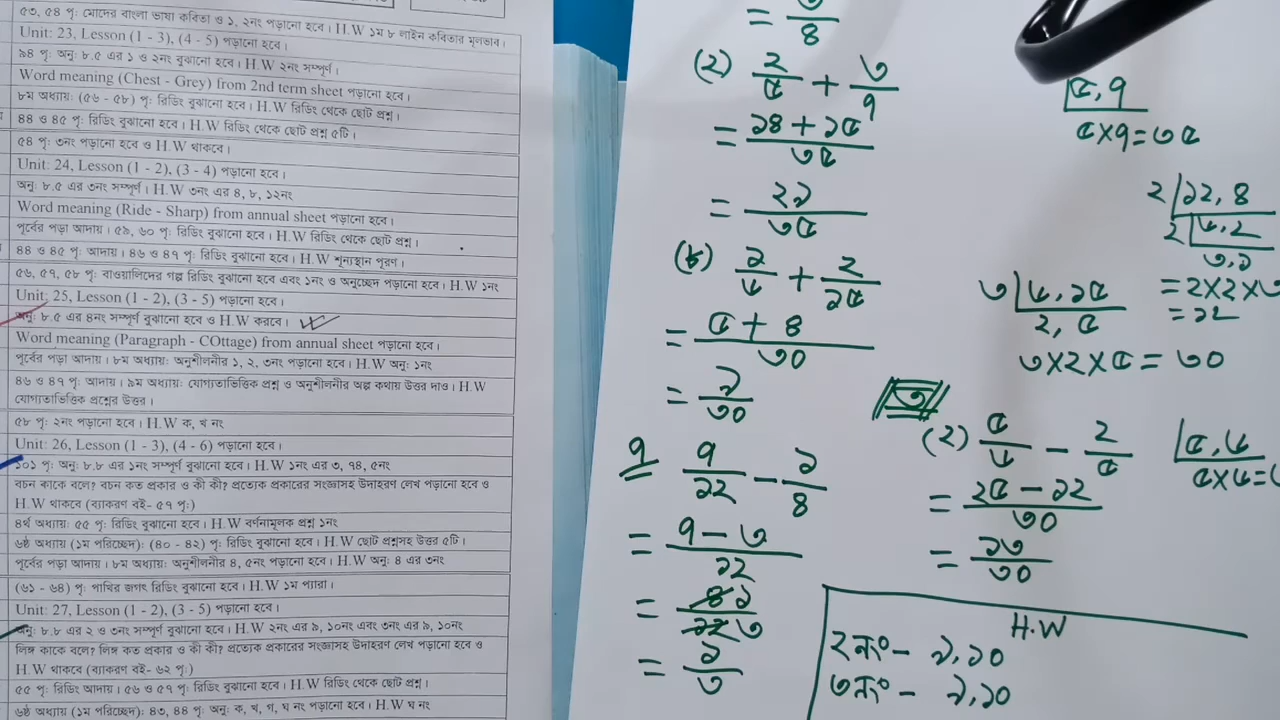 ৫৩, ৫৪ পৃ: মোদের বাংলা ভাষা কবিতা ও ১, ২নং পড়ানো হবে। H.W ১ম ৮ লাইন কবিতার মূলভাব।
Unit: 23, Lesson (1 - 3), (4 - 5) পড়ানো হবে।
৯৪ পৃ: অনু: ৮.৫ এর ১ ও ২নং বুঝানো হবে। H.W ২নং সম্পূর্ণ।
Word meaning (Chest - Grey) from 2nd term sheet পড়ানো হবে।
৮ম অধ্যায়: (৫৬ - ৫৮) পৃ: রিডিং বুঝানো হবে। H.W রিডিং থেকে ছোট প্রশ্ন।
৪৪ ও ৪৫ পৃ: রিডিং বুঝানো হবে। H.W রিডিং থেকে ছোট প্রশ্ন ৫টি।
৫৪ পৃ: ৩নং পড়ানো হবে ও H.W থাকবে।
Unit: 24, Lesson (1 - 2), (3 - 4) পড়ানো হবে।
অনু: ৮.৫ এর ৩নং সম্পূর্ণ। H.W ৩নং এর ৪, ৮, ১২নং
Word meaning (Ride - Sharp) from annual sheet পড়ানো হবে।
পূর্বের পড়া আদায়। ৫৯, ৬০ পৃ: রিডিং বুঝানো হবে। H.W রিডিং থেকে ছোট প্রশ্ন।
৪৪ ও ৪৫ পৃ: আদায়। ৪৬ ও ৪৭ পৃ: রিডিং বুঝানো হবে। H.W শূন্যস্থান পূরণ।
৫৬, ৫৭, ৫৮ পৃ: বাওয়ালিদের গল্প রিডিং বুঝানো হবে এবং ১নং ও অনুচ্ছেদ পড়ানো হবে। H.W ১নং
Unit: 25, Lesson (1 - 2), (3 - 5) পড়ানো হবে।
অনু: ৮.৫ এর ৪নং সম্পূর্ণ বুঝানো হবে ও H.W করবে।
Word meaning (Paragraph - COttage) from annual sheet পড়ানো হবে।
পূর্বের পড়া আদায়। ৮ম অধ্যায়: অনুশীলনীর ১, ২, ৩নং পড়ানো হবে। H.W অনু: ১নং
৪৬ ও ৪৭ পৃ: আদায়। ৯ম অধ্যায়: যোগ্যতাভিত্তিক প্রশ্ন ও অনুশীলনীর অল্প কথায় উত্তর দাও। H.W
যোগ্যতাভিত্তিক প্রশ্নের উত্তর।
৫৮ পৃ: ২নং পড়ানো হবে। H.W ক, খ নং
Unit: 26, Lesson (1 - 3), (4 - 6) পড়ানো হবে।
১০১ পৃ: অনু: ৮.৮ এর ১নং সম্পূর্ণ বুঝানো হবে। H.W ১নং এর ৩, ৭৪, ৫নং
বচন কাকে বলে? বচন কত প্রকার ও কী কী? প্রত্যেক প্রকারের সংজ্ঞাসহ উদাহরণ লেখ পড়ানো হবে ও
H.W থাকবে (ব্যাকরণ বই- ৫৭ পৃ:)
৪র্থ অধ্যায়: ৫৫ পৃ: রিডিং বুঝানো হবে। H.W বর্ণনামূলক প্রশ্ন ১নং
৬ষ্ঠ অধ্যায় (১ম পরিচ্ছেদ): (৪০ - ৪২) পৃ: রিডিং বুঝানো হবে। H.W ছোট প্রশ্নসহ উত্তর ৫টি।
পূর্বের পড়া আদায়। ৮ম অধ্যায়: অনুশীলনীর ৪, ৫নং পড়ানো হবে। H.W অনু: ৪ এর ৩নং
(৬১ - ৬৪) পৃ: পাখির জগৎ রিডিং বুঝানো হবে। H.W ১ম প্যারা।
Unit: 27, Lesson (1 - 2), (3 - 5) পড়ানো হবে।
অনু: ৮.৮ এর ২ ও ৩নং সম্পূর্ণ বুঝানো হবে। H.W ২নং এর ৯, ১০নং এবং ৩নং এর ৯, ১০নং
লিঙ্গ কাকে বলে? লিঙ্গ কত প্রকার ও কী কী? প্রত্যেক প্রকারের সংজ্ঞাসহ উদাহরণ লেখ পড়ানো হবে ও
H.W থাকবে (ব্যাকরণ বই- ৬২ পৃ:)
৫৫ পৃ: রিডিং আদায়। ৫৬ ও ৫৭ পৃ: রিডিং বুঝানো হবে। H.W রিডিং থেকে ছোট প্রশ্ন।
৬ষ্ঠ অধ্যায় (১ম পরিচ্ছেদ): ৪৩, ৪৪ পৃ: অনু: ক, খ, গ, ঘ নং পড়ানো হবে। H.W ঘ নং
= ৩/৪
(২) ২/৫ + ৩/৭
= ১৪ + ১৫/৩৫
= ২৯/৩৫
(৮) ১/৬ + ২/১৫
= ৫ + ৪/৩০
= ৯/৩০
৭ ৭/১২ - ১/৪
= ৭ - ৩/১২
= ৪১/১২৩
= ১/৩
৫, ৭
৫×৭=৩৫
২ ১২, ৪
২ ৬, ২
৩, ১
= ২×২×৩
= ১২
৩ ৬, ১৫
২, ৫
৩×২×৫ = ৩০
৩
(২) ৫/৬ - ২/৫
= ২৫ - ১২/৩০
= ১৩/৩০
৫, ৬
৫×৬=
H.W
২নং - ৯, ১০
৩নং - ৯, ১০